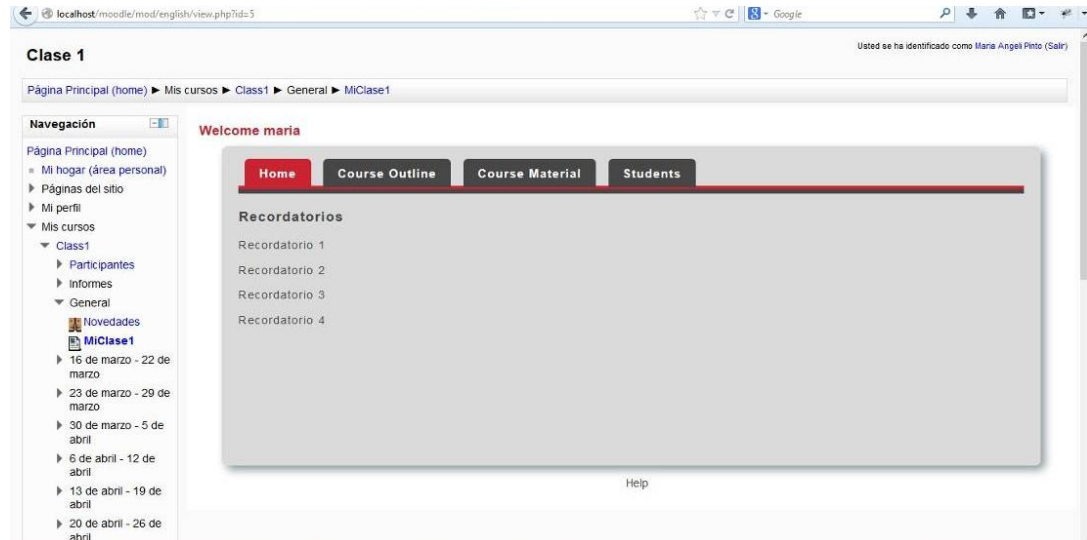 localhost/moodle/mod/english/view.php?id=5
Google
Clase 1
Usted se ha identificado como Maria Angeli Pinto (Salir)
Página Principal (home) ► Mis cursos ► Class1 ► General ► MiClase1
Navegación
Página Principal (home)
Mi hogar (área personal)
Páginas del sitio
Mi perfil
Mis cursos
Class1
Participantes
Informes
General
Novedades
MiClase1
16 de marzo - 22 de
marzo
23 de marzo - 29 de
marzo
30 de marzo - 5 de
abril
6 de abril - 12 de
abril
13 de abril - 19 de
abril
20 de abril - 26 de
abril
Welcome maria
Home Course Outline Course Material Students
Recordatorios
Recordatorio 1
Recordatorio 2
Recordatorio 3
Recordatorio 4
Help